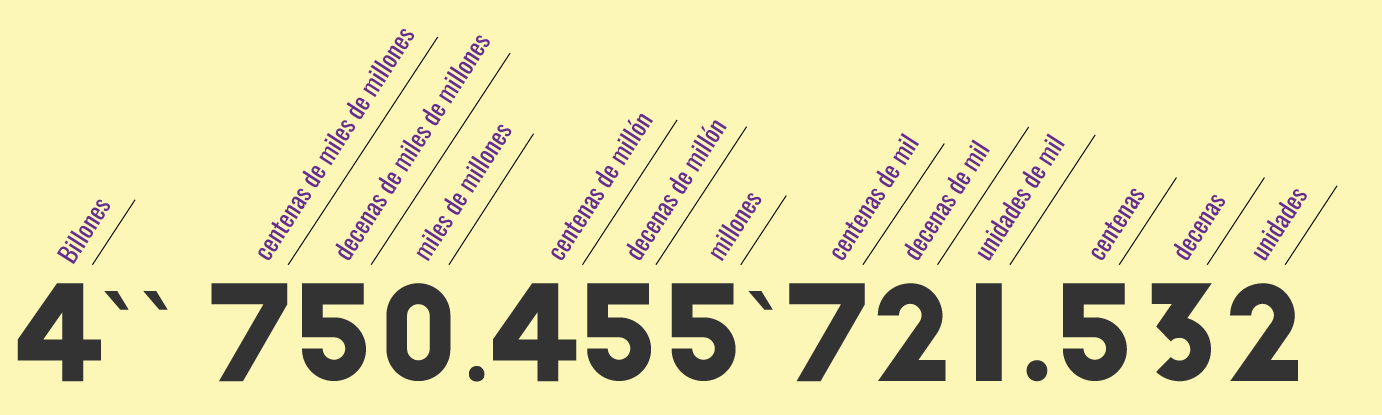 Billones
centenas de miles de millones
decenas de miles de millones
miles de millones
centenas de millón
decenas de millón
millones
centenas de mil
decenas de mil
unidades de mil
centenas
decenas
unidades
4`` 750.455`721.532